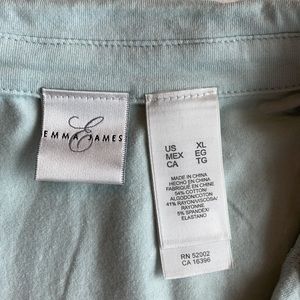 EMMA E JAMES
US XL
MEX EG
CA TG
MADE IN CHINA
HECHO EN CHINA
FABRIQUÉ EN CHINE
54% COTTON/
ALGODON/COTON
41% RAYON/VISCOSA/
RAYONNE
5% SPANDEX/
ELASTANO
RN 52002
CA 16396